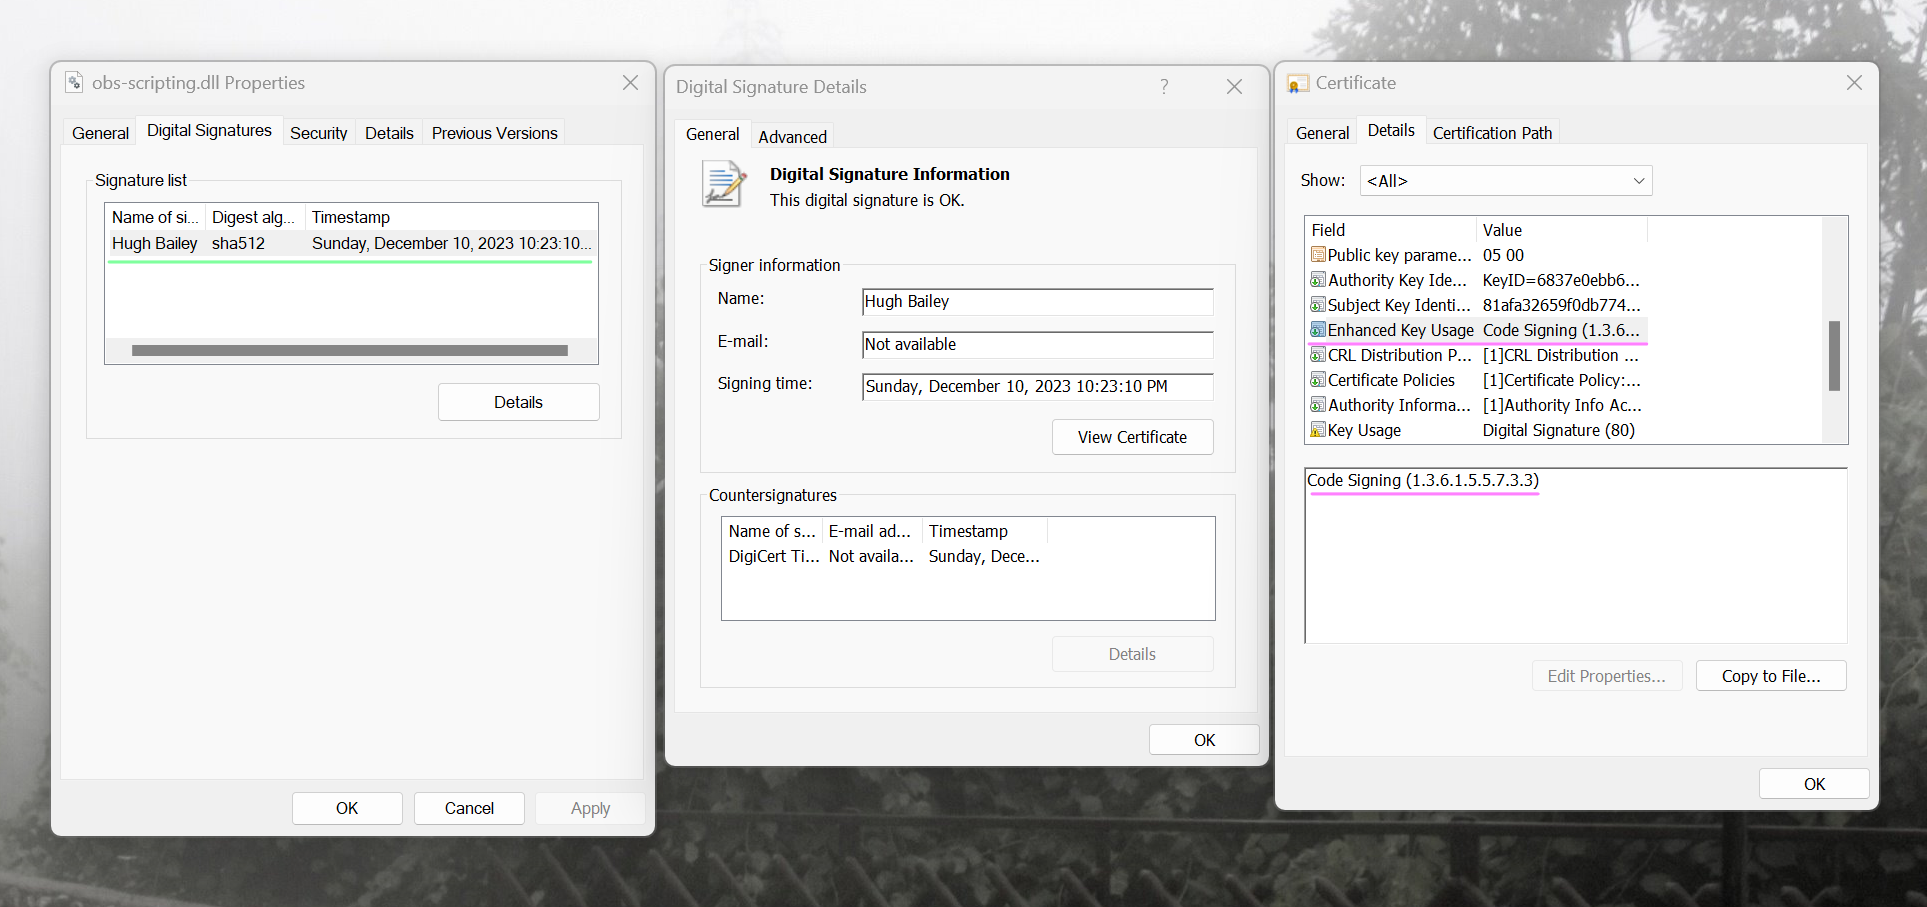 obs-scripting.dll Properties
General
Digital Signatures
Security
Details
Previous Versions
Signature list
Name of si... Digest alg... Timestamp
Hugh Bailey sha512 Sunday, December 10, 2023 10:23:10...
Details
OK
Cancel
Apply
Digital Signature Details
?
General
Advanced
Digital Signature Information
This digital signature is OK.
Signer information
Name: Hugh Bailey
E-mail: Not available
Signing time: Sunday, December 10, 2023 10:23:10 PM
View Certificate
Countersignatures
Name of s... E-mail ad... Timestamp
DigiCert Ti... Not availa... Sunday, Dece...
Details
OK
Certificate
General
Details
Certification Path
Show: <All>
Field Value
Public key parame... 05 00
Authority Key Ide... KeyID=6837e0ebb6...
Subject Key Identi... 81afa32659f0db774...
Enhanced Key Usage Code Signing (1.3.6...
CRL Distribution P... [1]CRL Distribution ...
Certificate Policies [1]Certificate Policy:...
Authority Informa... [1]Authority Info Ac...
Key Usage Digital Signature (80)
Code Signing (1.3.6.1.5.5.7.3.3)
Edit Properties...
Copy to File...
OK